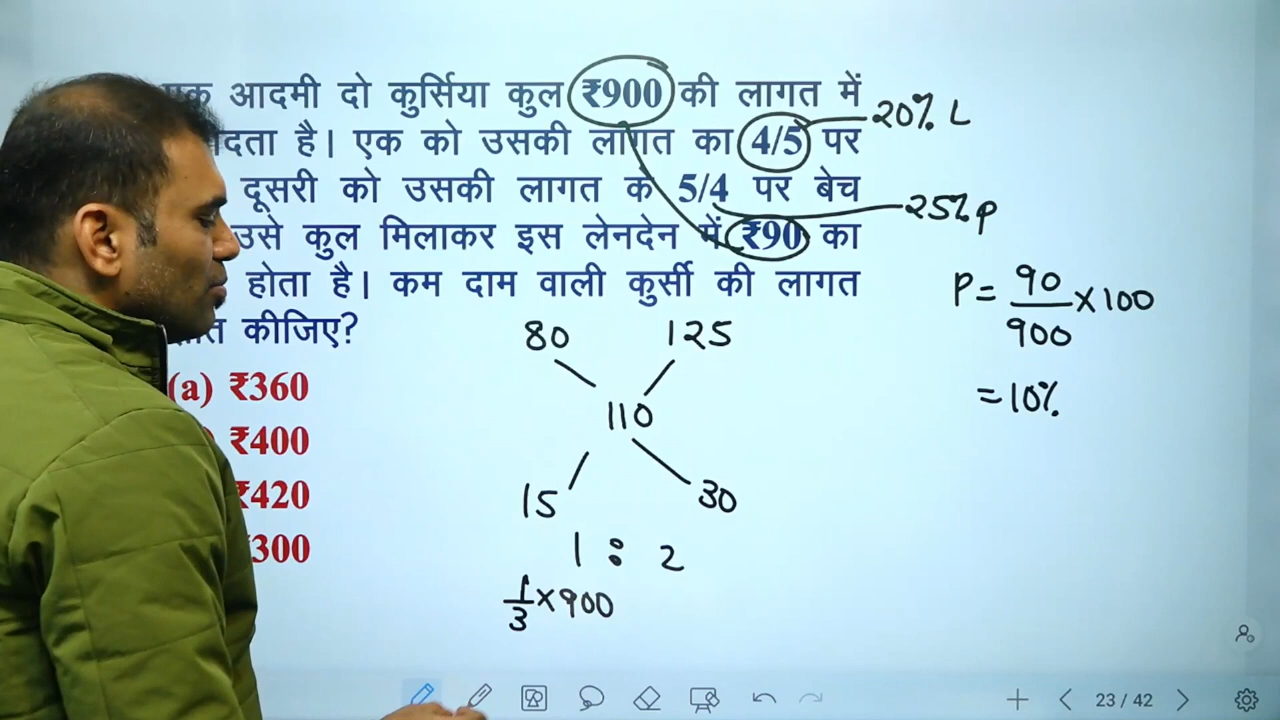 आदमी दो कुर्सिया कुल ₹900 की लागत में
है। एक को उसकी लागत का 4/5 पर
दूसरी को उसकी लागत क 5/4 पर बेच
उसे कुल मिलाकर इस लेनदेन में ₹90 का
होता है। कम दाम वाली कुर्सी की लागत
कीजिए?
(a) ₹360
₹400
₹420
₹300
20% L
25% P
P = 90/900 × 100
= 10%
80 125
110
15 30
1 : 2
1/3 × 900
23 / 42